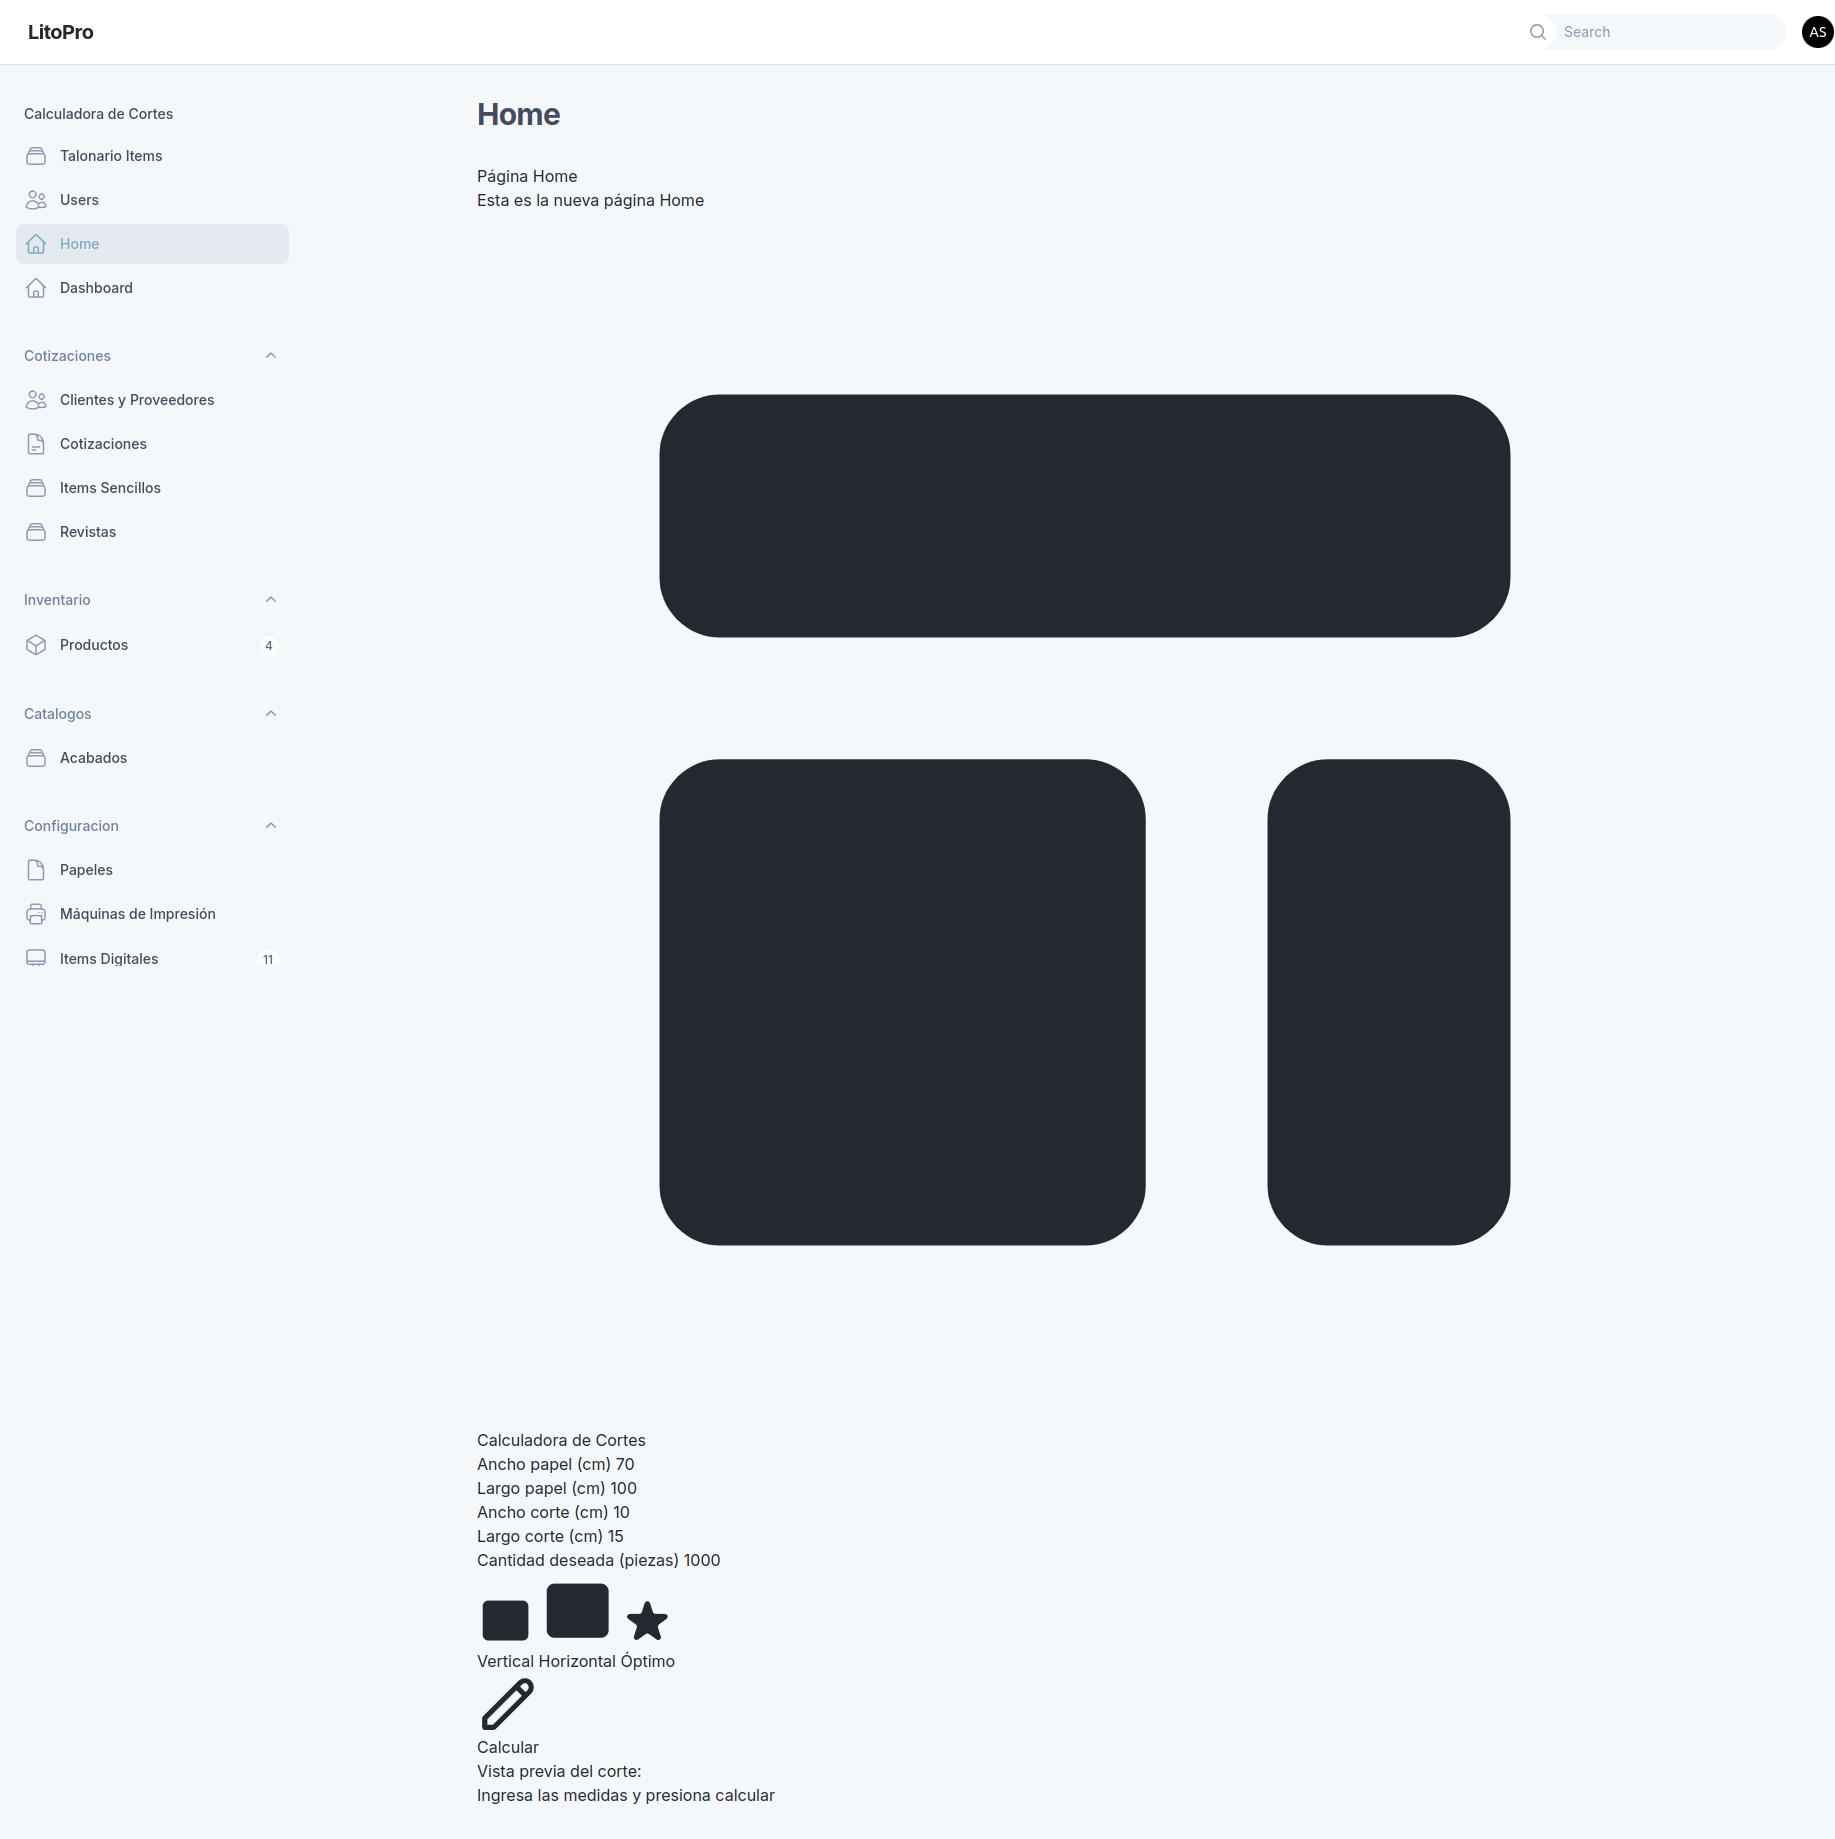 LitoPro
Search
AS
Calculadora de Cortes
Talonario Items
Users
Home
Dashboard
Cotizaciones
Clientes y Proveedores
Cotizaciones
Items Sencillos
Revistas
Inventario
Productos 4
Catalogos
Acabados
Configuracion
Papeles
Máquinas de Impresión
Items Digitales 11
Home
Página Home
Esta es la nueva página Home
Calculadora de Cortes
Ancho papel (cm) 70
Largo papel (cm) 100
Ancho corte (cm) 10
Largo corte (cm) 15
Cantidad deseada (piezas) 1000
Vertical Horizontal Óptimo
Calcular
Vista previa del corte:
Ingresa las medidas y presiona calcular